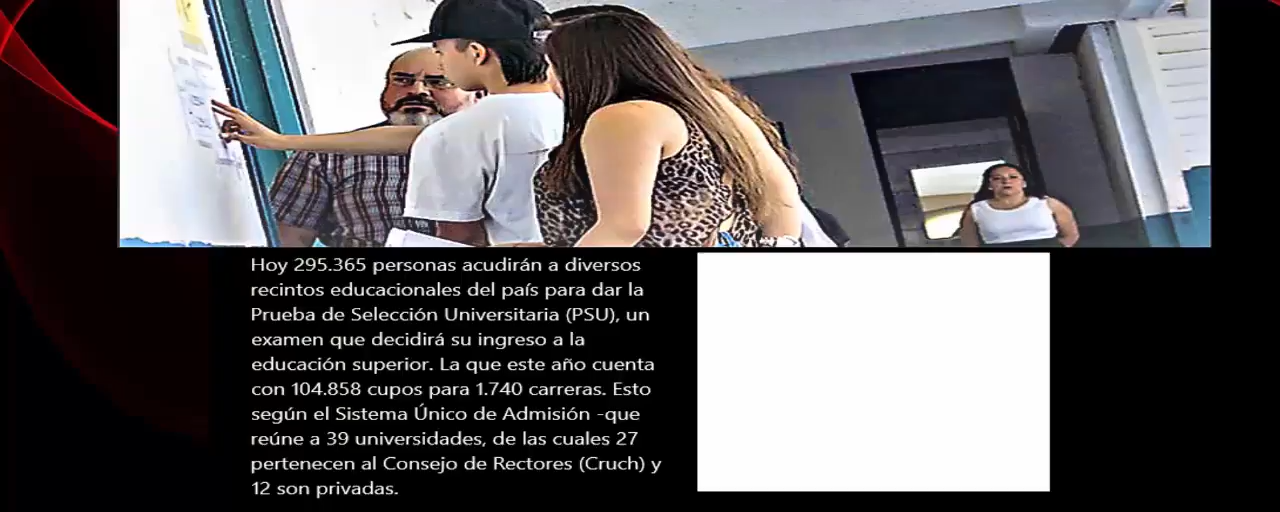 Hoy 295.365 personas acudirán a diversos
recintos educacionales del país para dar la
Prueba de Selección Universitaria (PSU), un
examen que decidirá su ingreso a la
educación superior. La que este año cuenta
con 104.858 cupos para 1.740 carreras. Esto
según el Sistema Único de Admisión -que
reúne a 39 universidades, de las cuales 27
pertenecen al Consejo de Rectores (Cruch) y
12 son privadas.